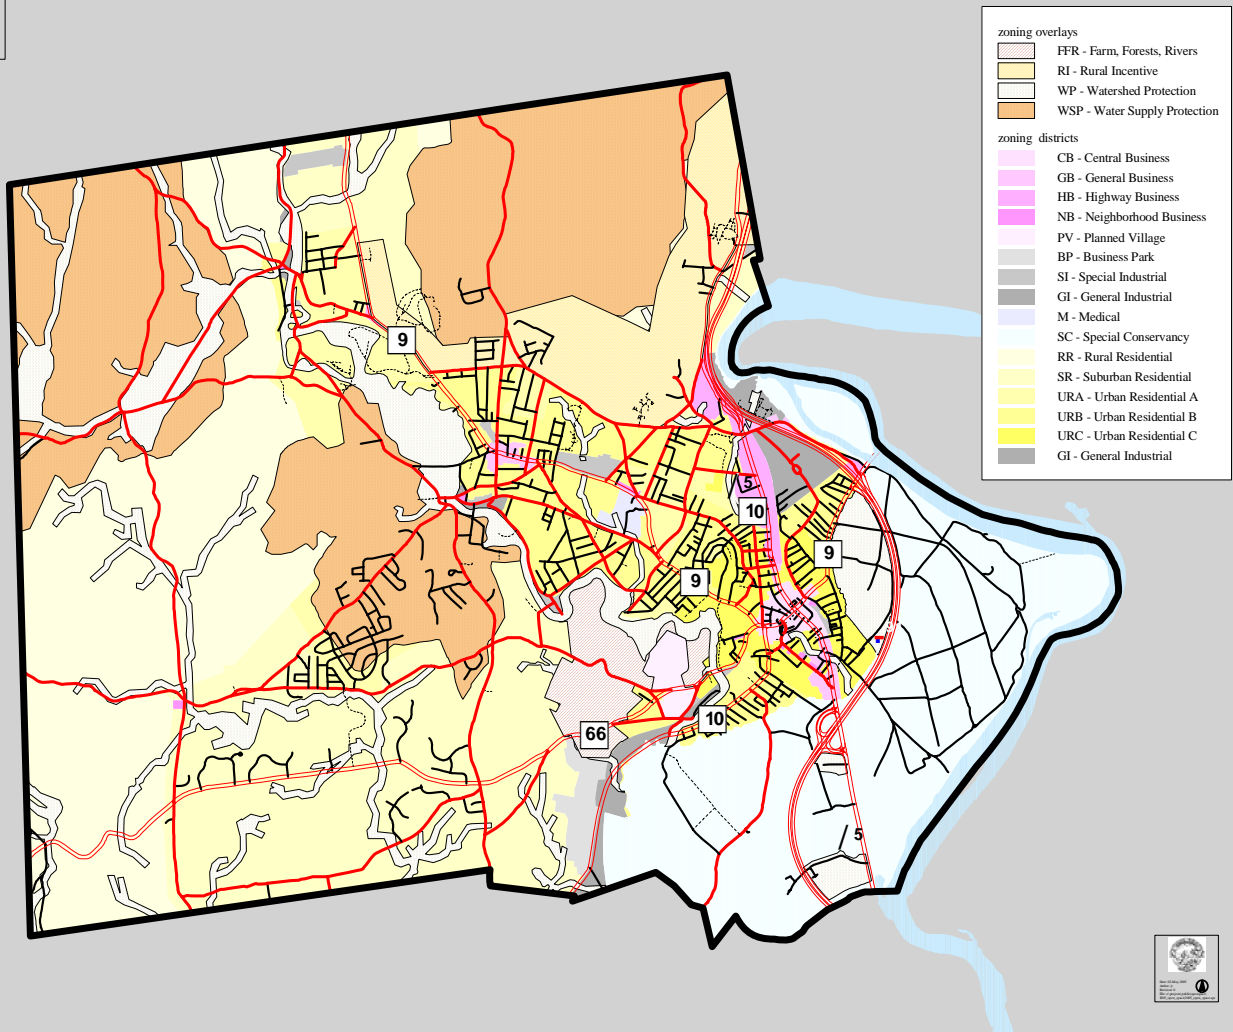 zoning overlays
FFR - Farm, Forests, Rivers
RI - Rural Incentive
WP - Watershed Protection
WSP - Water Supply Protection
zoning districts
CB - Central Business
GB - General Business
HB - Highway Business
NB - Neighborhood Business
PV - Planned Village
BP - Business Park
SI - Special Industrial
GI - General Industrial
M - Medical
SC - Special Conservancy
RR - Rural Residential
SR - Suburban Residential
URA - Urban Residential A
URB - Urban Residential B
URC - Urban Residential C
GI - General Industrial
9
5
10
9
9
10
66
5